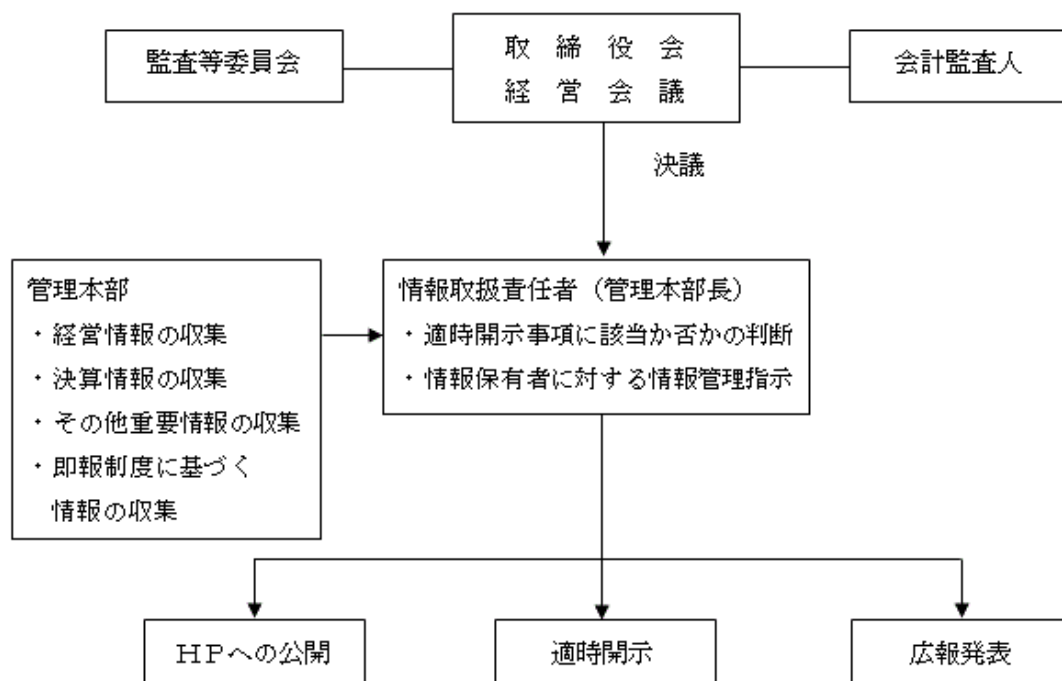 監査等委員会
取締役会
経営会議
会計監査人
決議
管理本部
・経営情報の収集
・決算情報の収集
・その他重要情報の収集
・即報制度に基づく
情報の収集
情報取扱責任者（管理本部長）
・適時開示事項に該当か否かの判断
・情報保有者に対する情報管理指示
ＨＰへの公開
適時開示
広報発表